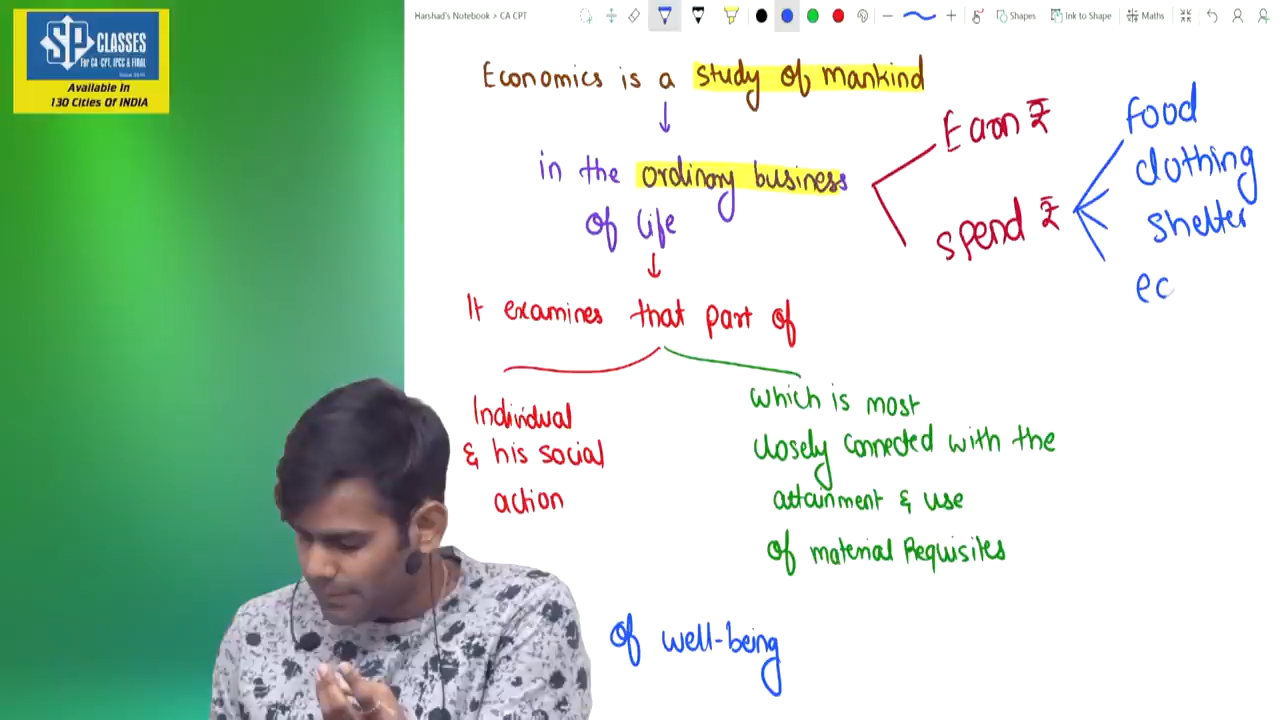 SP CLASSES
For CA-CPT, IPCC & FINAL
Available In
130 Cities Of INDIA
Harshad's Notebook > CA CPT
Shapes
Ink to Shape
Maths
Economics is a study of mankind
in the ordinary business
of life
Earn ₹
spend ₹
food
clothing
shelter
ec
It examines that part of
Individual
& his social
action
which is most
closely connected with the
attainment & use
of material Requisites
of well-being